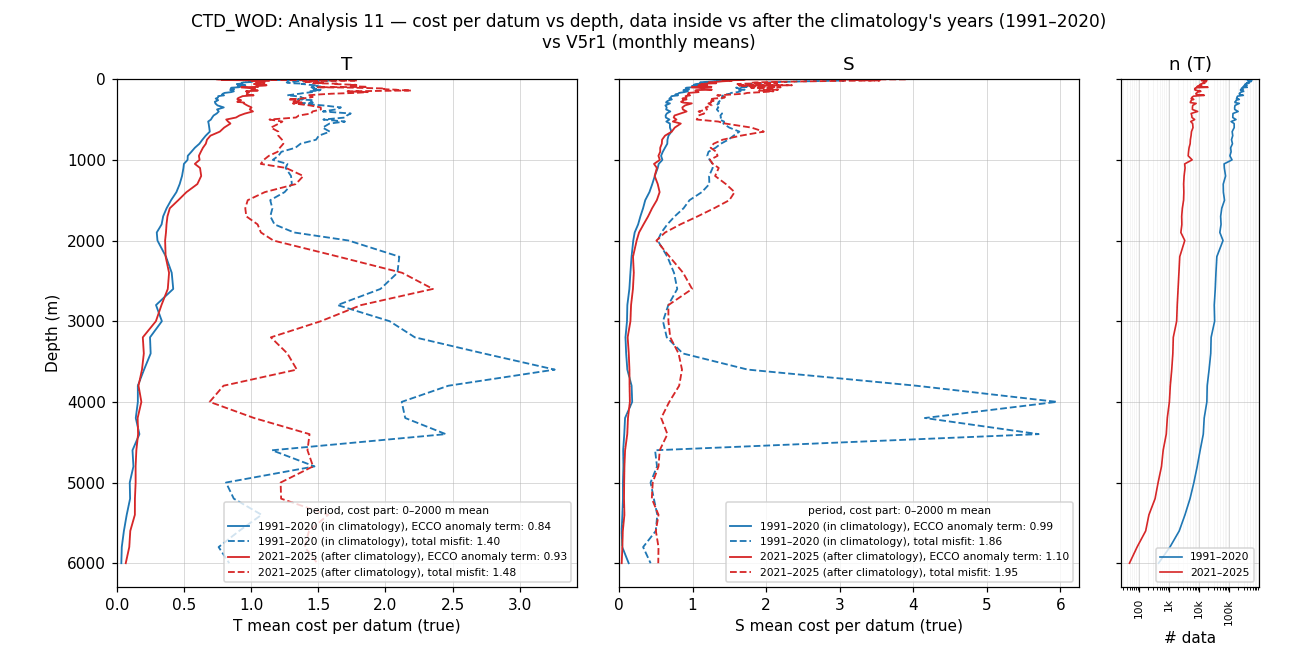 CTD_WOD: Analysis 11 — cost per datum vs depth, data inside vs after the climatology's years (1991–2020)
vs V5r1 (monthly means)
T
S
n (T)
Depth (m)
0
1000
2000
3000
4000
5000
6000
period, cost part: 0–2000 m mean
1991–2020 (in climatology), ECCO anomaly term: 0.84
1991–2020 (in climatology), total misfit: 1.40
2021–2025 (after climatology), ECCO anomaly term: 0.93
2021–2025 (after climatology), total misfit: 1.48
0.0 0.5 1.0 1.5 2.0 2.5 3.0
T mean cost per datum (true)
period, cost part: 0–2000 m mean
1991–2020 (in climatology), ECCO anomaly term: 0.99
1991–2020 (in climatology), total misfit: 1.86
2021–2025 (after climatology), ECCO anomaly term: 1.10
2021–2025 (after climatology), total misfit: 1.95
0 1 2 3 4 5 6
S mean cost per datum (true)
1991–2020
2021–2025
100 1k 10k 100k
# data